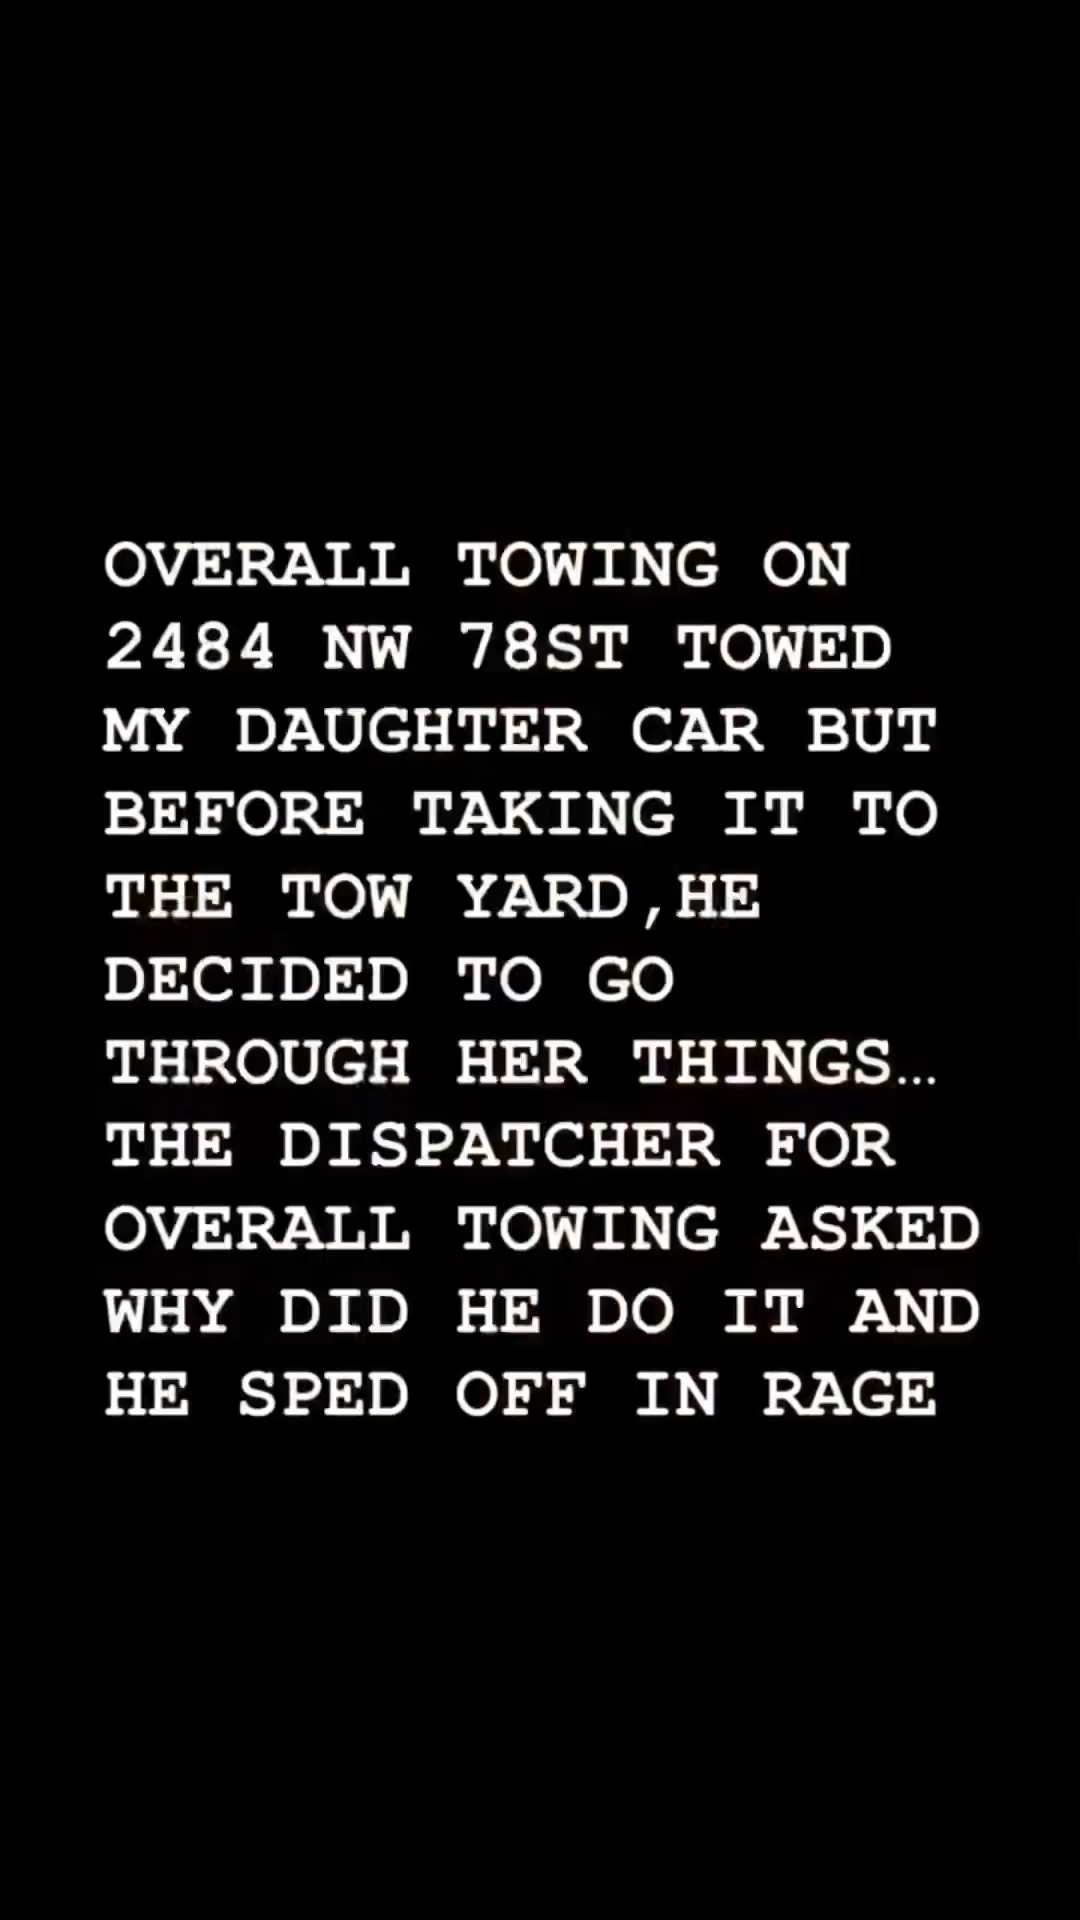 OVERALL TOWING ON
2484 NW 78ST TOWED
MY DAUGHTER CAR BUT
BEFORE TAKING IT TO
THE TOW YARD,HE
DECIDED TO GO
THROUGH HER THINGS…
THE DISPATCHER FOR
OVERALL TOWING ASKED
WHY DID HE DO IT AND
HE SPED OFF IN RAGE